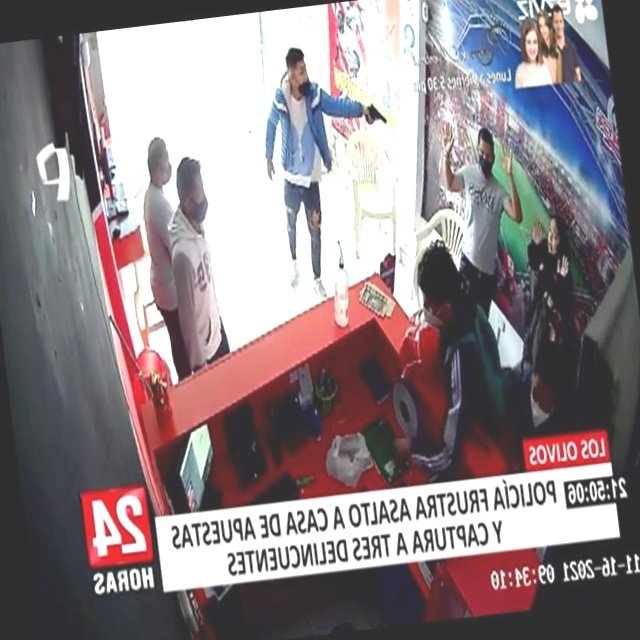 Lunes a viernes 5:30 p
LOS OLIVOS
21:50:06
POLICÍA FRUSTRA ASALTO A CASA DE APUESTAS
Y CAPTURA A TRES DELINCUENTES
24
HORAS
11-16-2021 09:34:10